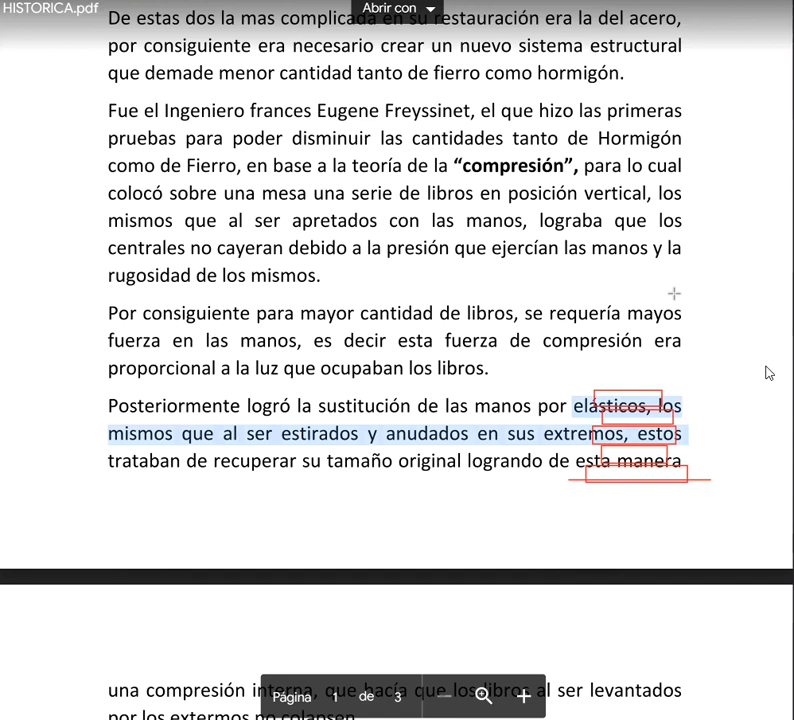 HISTORICA.pdf
Abrir con
De estas dos la mas complicada en su restauración era la del acero,
por consiguiente era necesario crear un nuevo sistema estructural
que demade menor cantidad tanto de fierro como hormigón.
Fue el Ingeniero frances Eugene Freyssinet, el que hizo las primeras
pruebas para poder disminuir las cantidades tanto de Hormigón
como de Fierro, en base a la teoría de la “compresión”, para lo cual
colocó sobre una mesa una serie de libros en posición vertical, los
mismos que al ser apretados con las manos, lograba que los
centrales no cayeran debido a la presión que ejercían las manos y la
rugosidad de los mismos.
Por consiguiente para mayor cantidad de libros, se requería mayos
fuerza en las manos, es decir esta fuerza de compresión era
proporcional a la luz que ocupaban los libros.
Posteriormente logró la sustitución de las manos por elásticos, los
mismos que al ser estirados y anudados en sus extremos, estos
trataban de recuperar su tamaño original logrando de esta manera
una compresión interna, que hacía que los libros al ser levantados
Página 1 de 3
por los extermos no colapsen